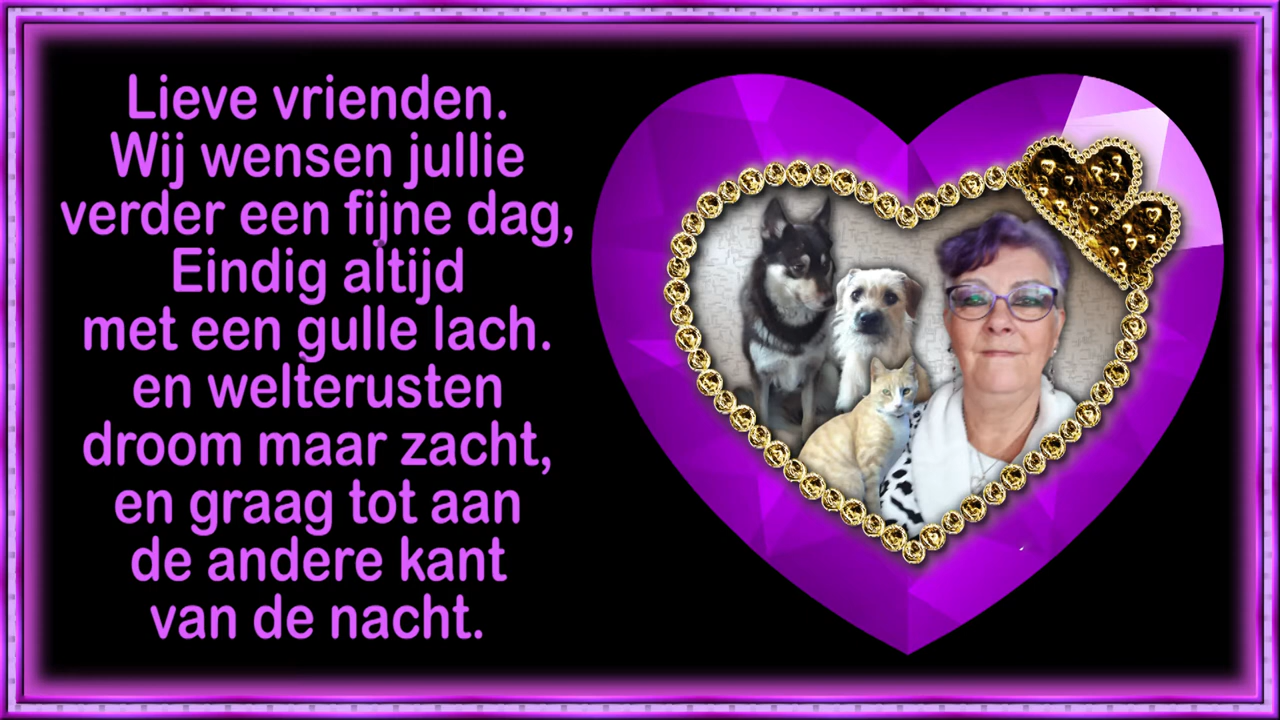 Lieve vrienden.
Wij wensen jullie
verder een fijne dag,
Eindig altijd
met een gulle lach.
en welterusten
droom maar zacht,
en graag tot aan
de andere kant
van de nacht.